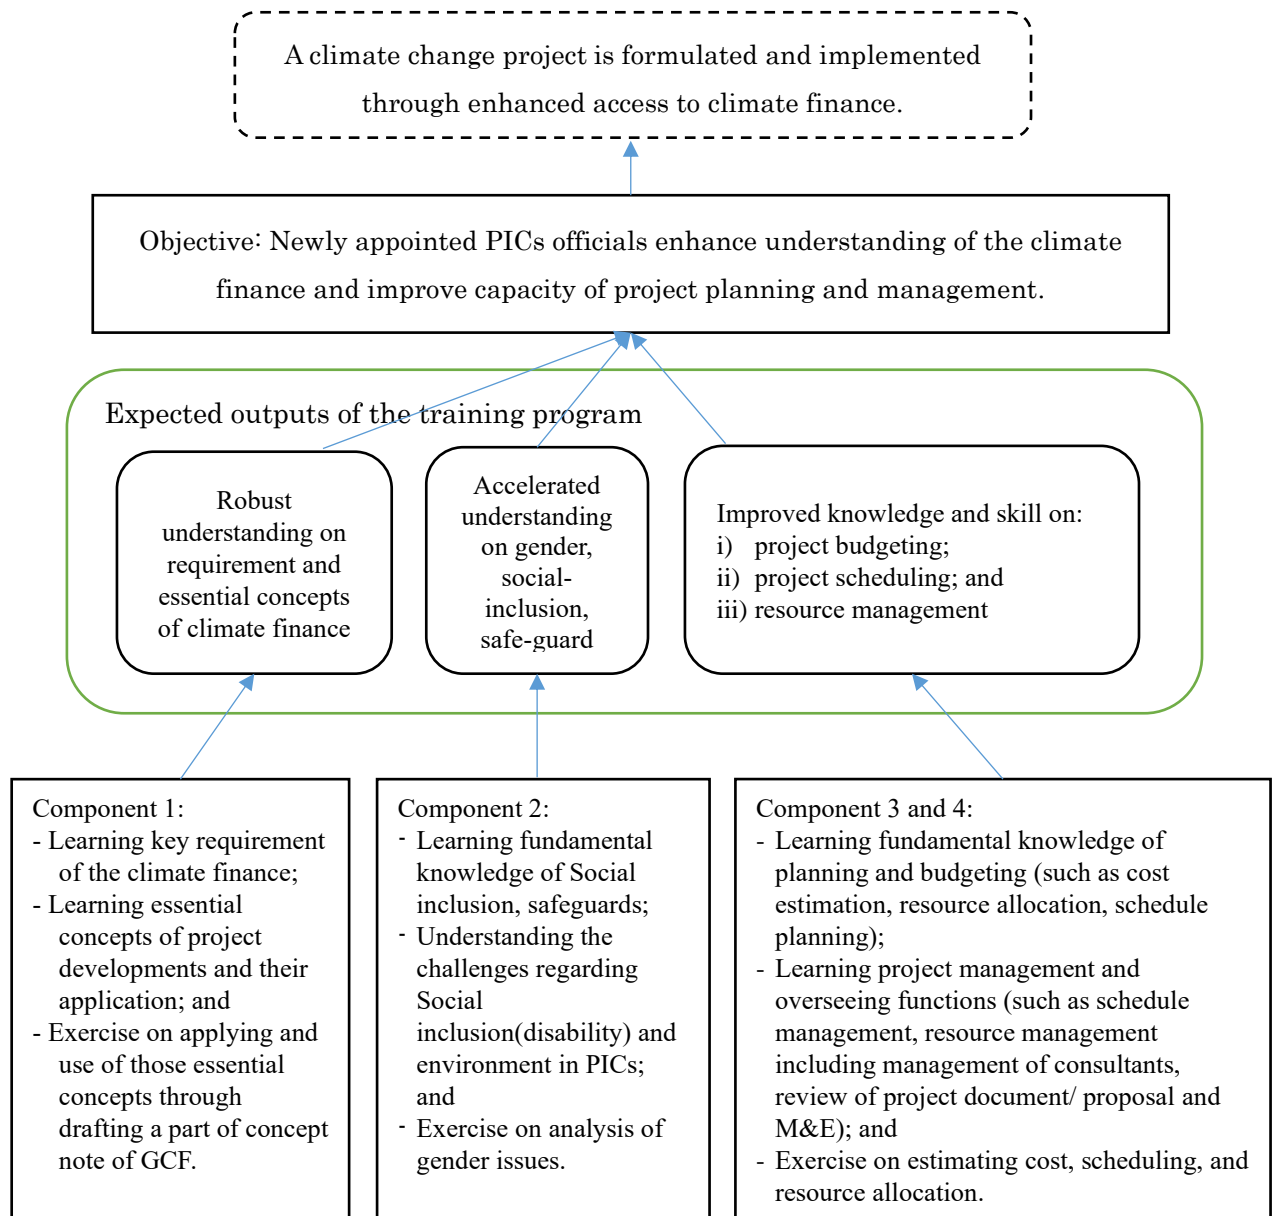 A climate change project is formulated and implemented
through enhanced access to climate finance.
Objective: Newly appointed PICs officials enhance understanding of the climate
finance and improve capacity of project planning and management.
Expected outputs of the training program
Robust
understanding on
requirement and
essential concepts
of climate finance
Accelerated
understanding
on gender,
social-
inclusion,
safe-guard
Improved knowledge and skill on:
i) project budgeting;
ii) project scheduling; and
iii) resource management
Component 1:
- Learning key requirement
of the climate finance;
- Learning essential
concepts of project
developments and their
application; and
- Exercise on applying and
use of those essential
concepts through
drafting a part of concept
note of GCF.
Component 2:
- Learning fundamental
knowledge of Social
inclusion, safeguards;
- Understanding the
challenges regarding
Social
inclusion(disability) and
environment in PICs;
and
- Exercise on analysis of
gender issues.
Component 3 and 4:
- Learning fundamental knowledge of
planning and budgeting (such as cost
estimation, resource allocation, schedule
planning);
- Learning project management and
overseeing functions (such as schedule
management, resource management
including management of consultants,
review of project document/ proposal and
M&E); and
- Exercise on estimating cost, scheduling, and
resource allocation.